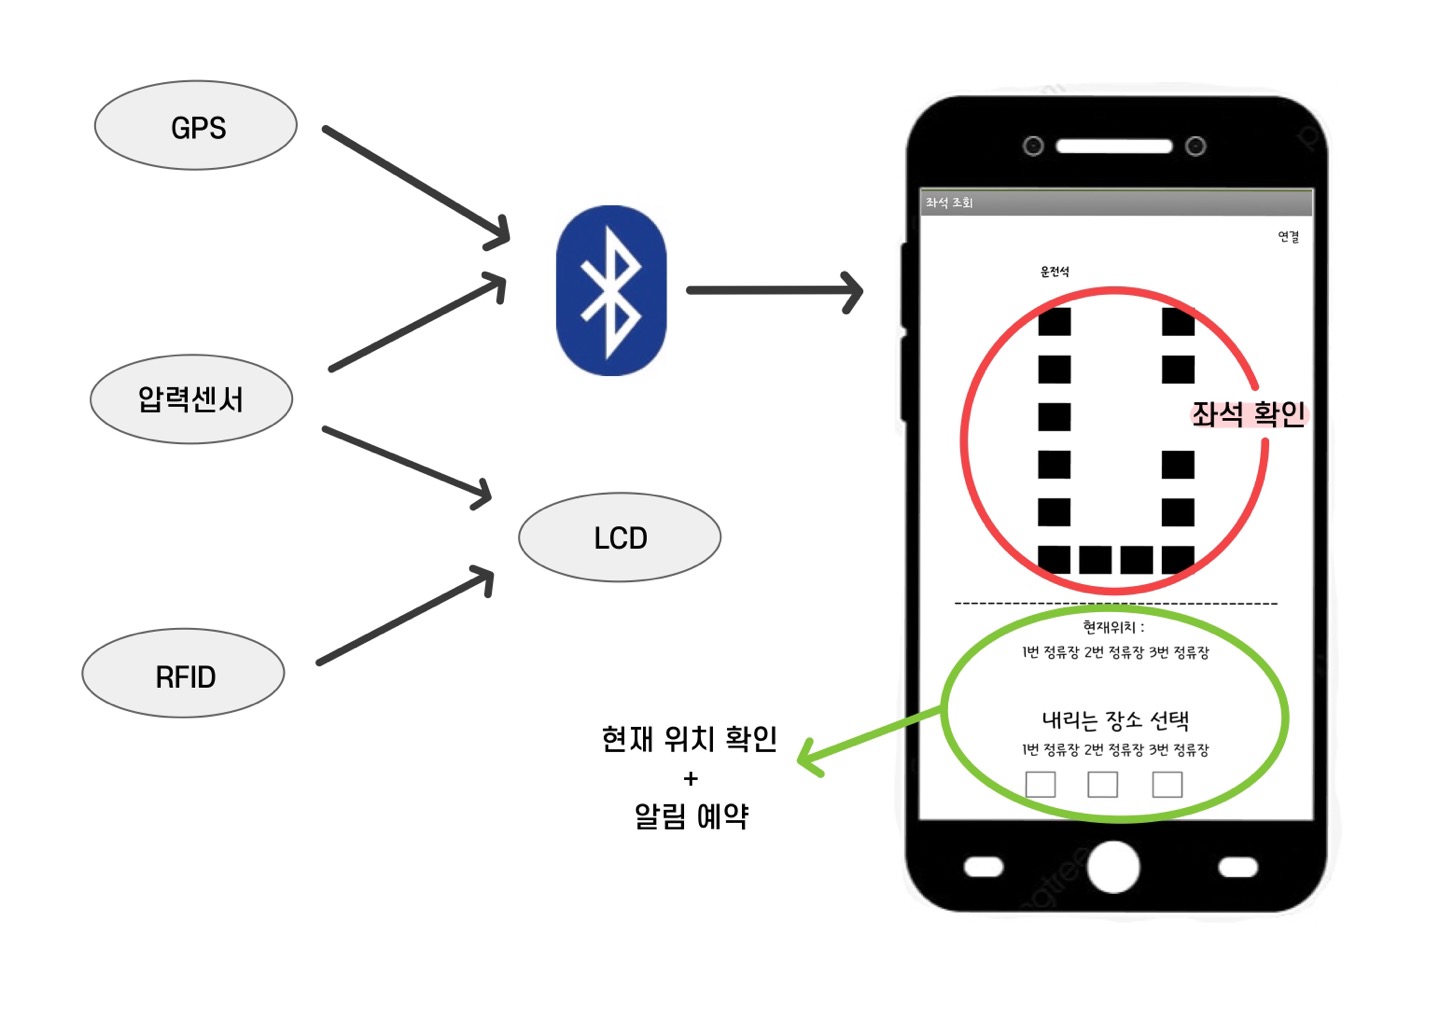 GPS
압력센서
RFID
LCD
좌석 조회
연결
운전석
좌석 확인
현재위치 :
1번 정류장 2번 정류장 3번 정류장
내리는 장소 선택
1번 정류장 2번 정류장 3번 정류장
현재 위치 확인
+
알림 예약